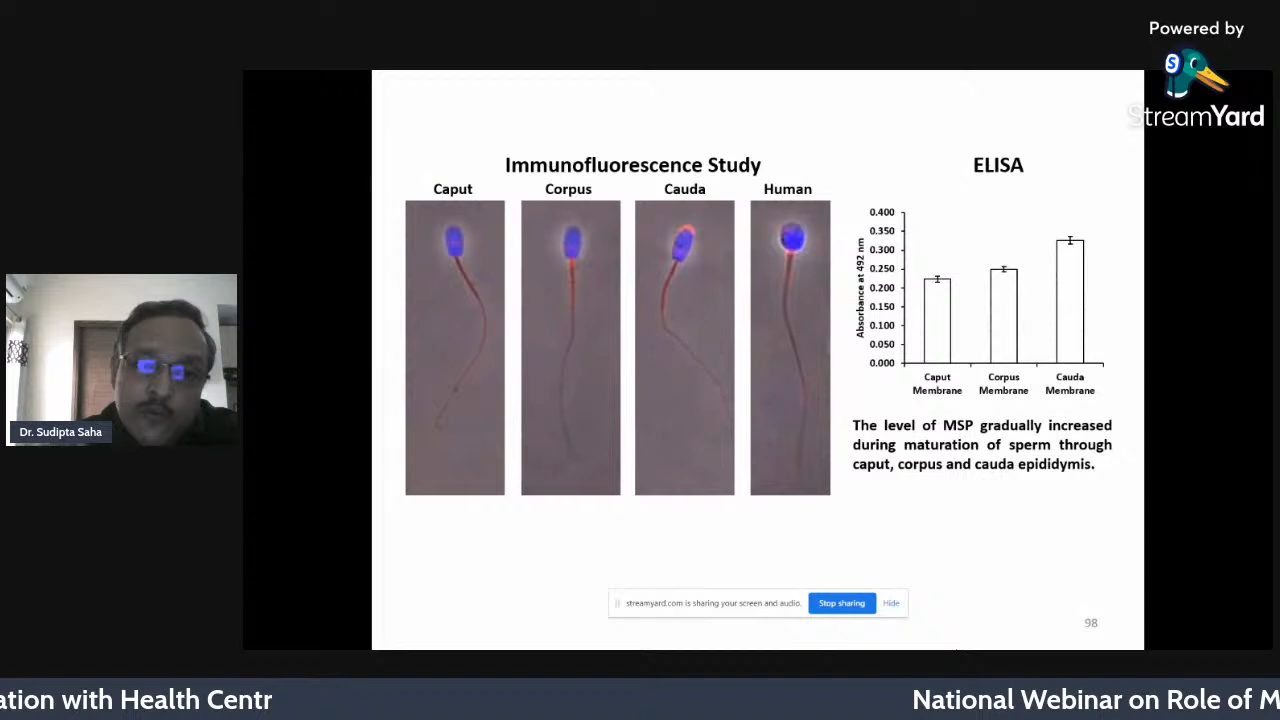 Powered by
S
StreamYard
Immunofluorescence Study
ELISA
Caput
Corpus
Cauda
Human
Absorbance at 492 nm
0.400
0.350
0.300
0.250
0.200
0.150
0.100
0.050
0.000
Caput
Membrane
Corpus
Membrane
Cauda
Membrane
The level of MSP gradually increased
during maturation of sperm through
caput, corpus and cauda epididymis.
Dr. Sudipta Saha
streamyard.com is sharing your screen and audio.
Stop sharing
Hide
98
ation with Health Centr
National Webinar on Role of M